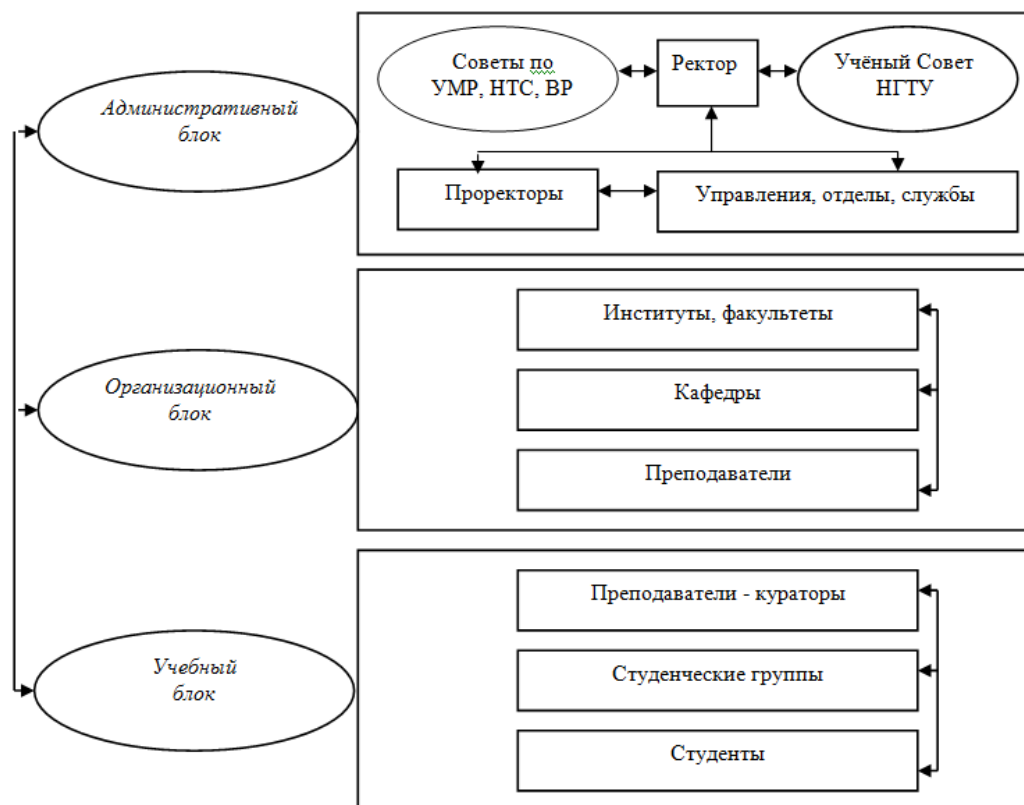 Советы по
УМР, НТС, ВР
Ректор
Учёный Совет
НГТУ
Административный
блок
Проректоры
Управления, отделы, службы
Институты, факультеты
Организационный
блок
Кафедры
Преподаватели
Преподаватели - кураторы
Учебный
блок
Студенческие группы
Студенты